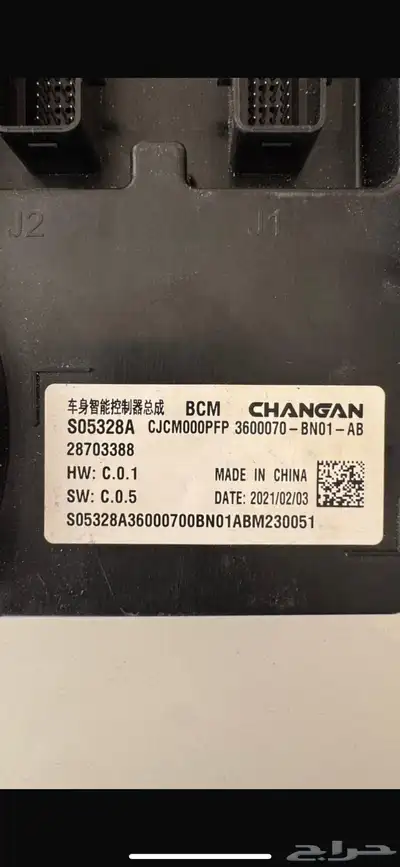 J2 J1
车身智能控制器总成 BCM CHANGAN
S05328A CJCM000PFP 3600070-BN01-AB
28703388
HW: C.0.1 MADE IN CHINA
SW: C.0.5 DATE: 2021/02/03
S05328A36000700BN01ABM230051
حراج